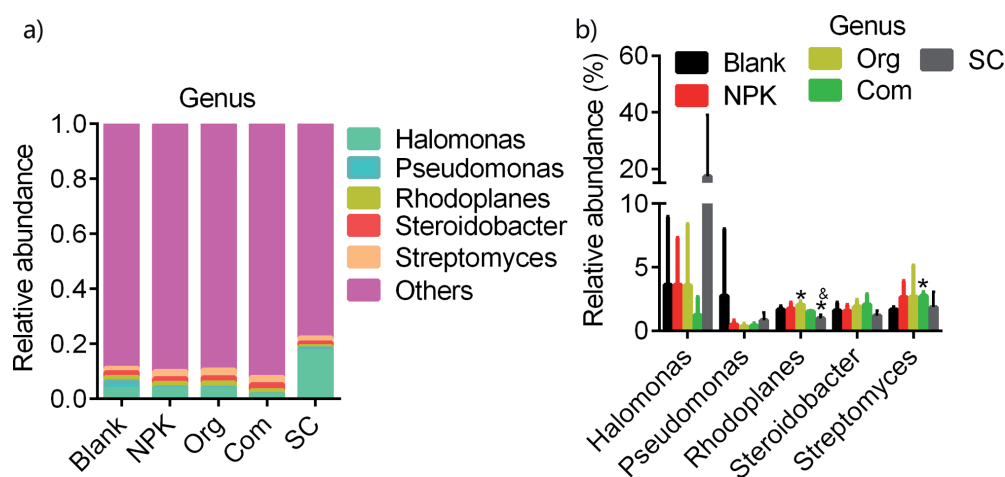 a)
Genus
Relative abundance
1.0
0.8
0.6
0.4
0.2
0.0
Blank
NPK
Org
Com
SC
Halomonas
Pseudomonas
Rhodoplanes
Steroidobacter
Streptomyces
Others
b)
Genus
Relative abundance (%)
60
40
20
10
5
0
Blank
NPK
Org
Com
SC
*
&
*
*
Halomonas
Pseudomonas
Rhodoplanes
Steroidobacter
Streptomyces